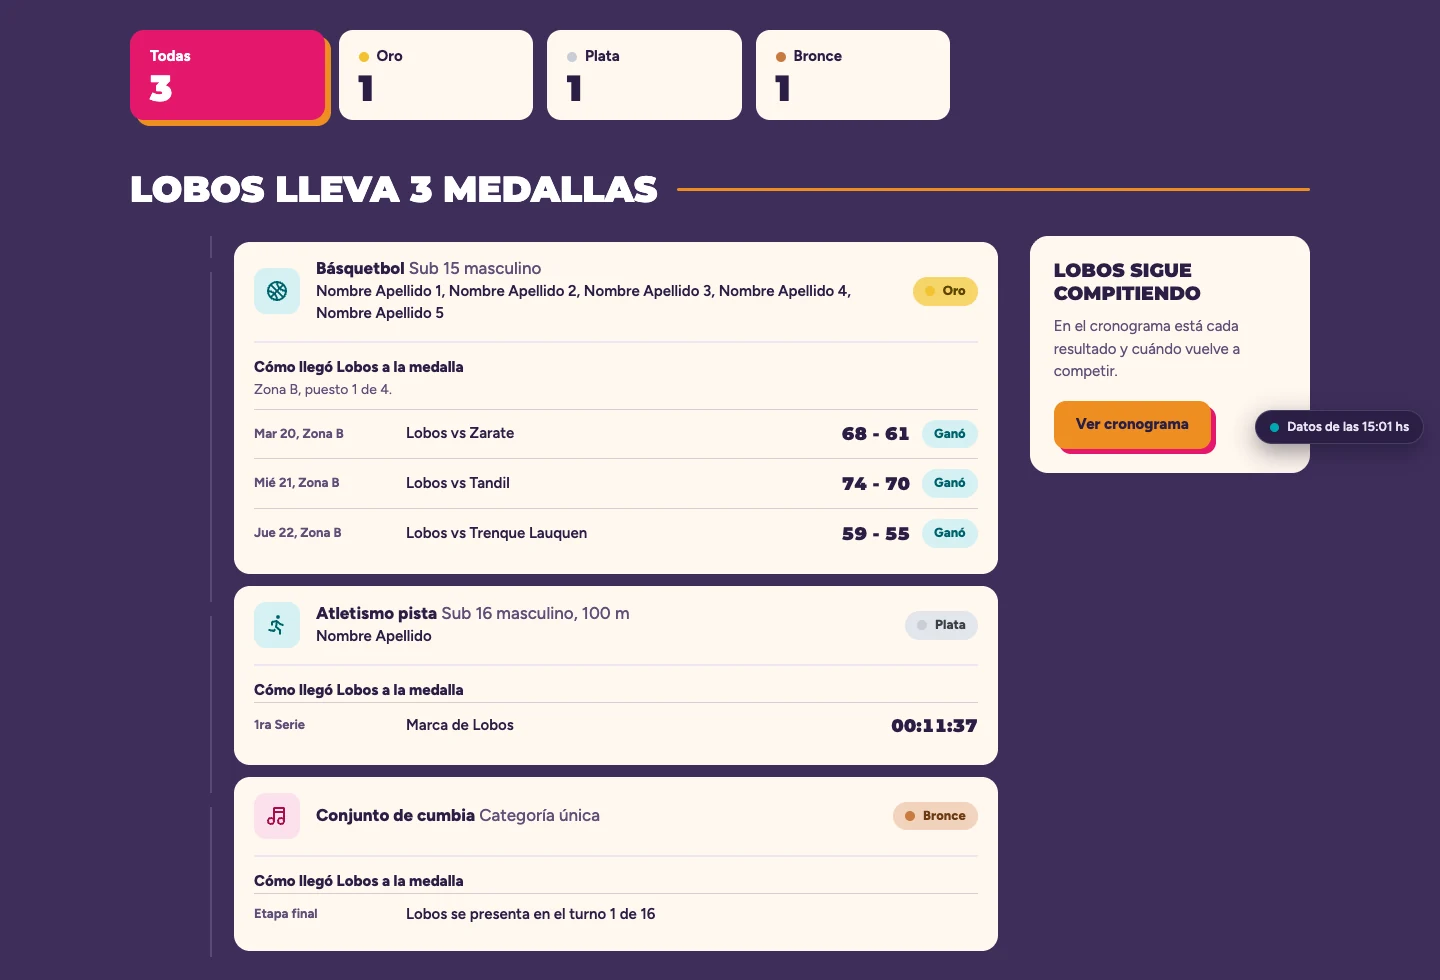 Todas
3
Oro
1
Plata
1
Bronce
1
LOBOS LLEVA 3 MEDALLAS
Básquetbol Sub 15 masculino
Nombre Apellido 1, Nombre Apellido 2, Nombre Apellido 3, Nombre Apellido 4,
Nombre Apellido 5
Oro
Cómo llegó Lobos a la medalla
Zona B, puesto 1 de 4.
Mar 20, Zona B Lobos vs Zarate 68 - 61 Ganó
Mié 21, Zona B Lobos vs Tandil 74 - 70 Ganó
Jue 22, Zona B Lobos vs Trenque Lauquen 59 - 55 Ganó
Atletismo pista Sub 16 masculino, 100 m
Nombre Apellido
Plata
Cómo llegó Lobos a la medalla
1ra Serie Marca de Lobos 00:11:37
Conjunto de cumbia Categoría única
Bronce
Cómo llegó Lobos a la medalla
Etapa final Lobos se presenta en el turno 1 de 16
LOBOS SIGUE
COMPITIENDO
En el cronograma está cada
resultado y cuándo vuelve a
competir.
Ver cronograma
Datos de las 15:01 hs